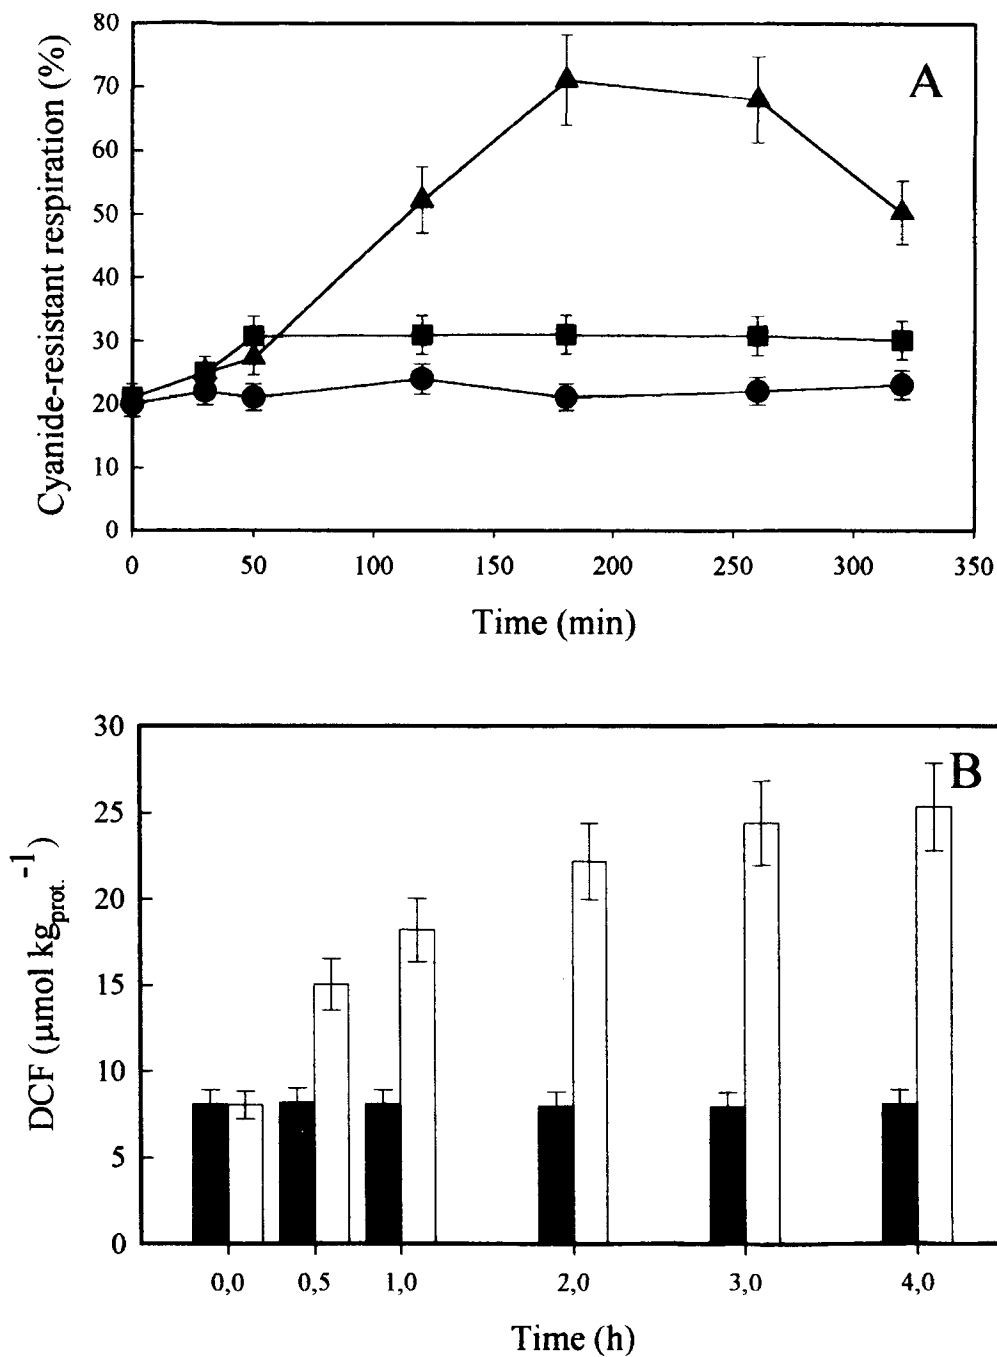 A
Cyanide-resistant respiration (%)
80
70
60
50
40
30
20
10
0
0 50 100 150 200 250 300 350
Time (min)
B
DCF (µmol kgprot.-1)
30
25
20
15
10
5
0
0,0 0,5 1,0 2,0 3,0 4,0
Time (h)